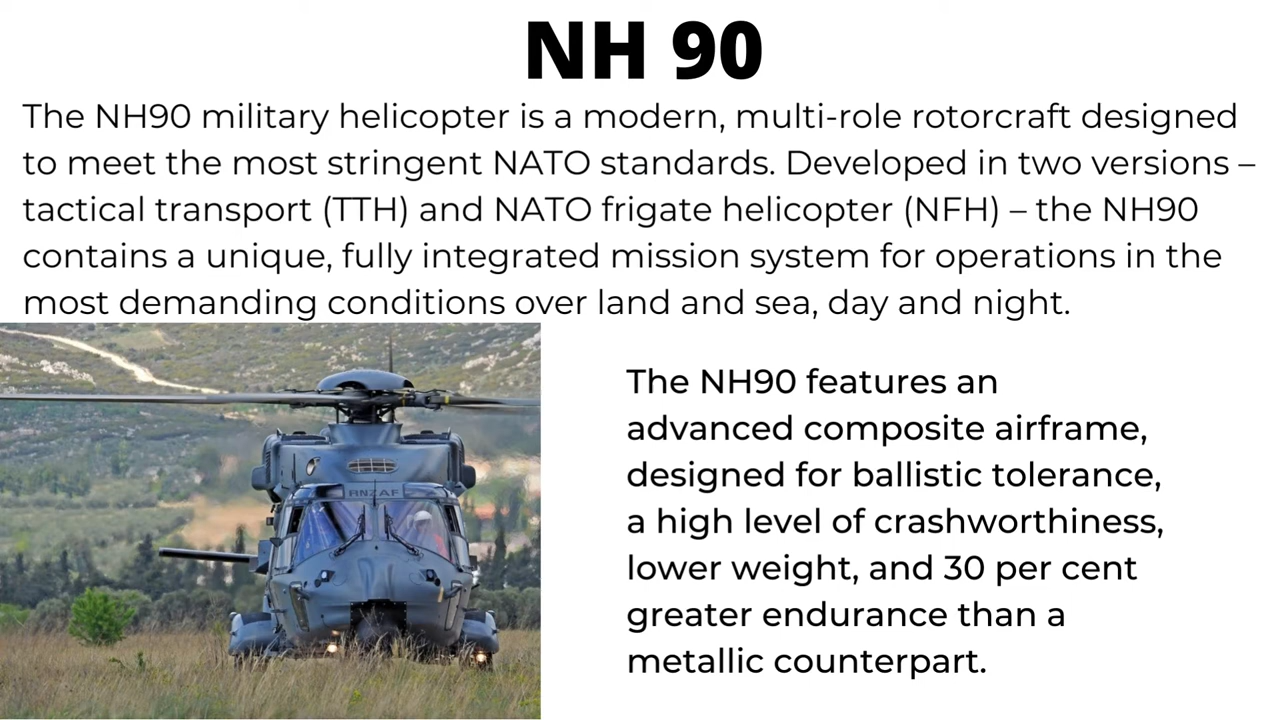 NH 90
The NH90 military helicopter is a modern, multi-role rotorcraft designed
to meet the most stringent NATO standards. Developed in two versions –
tactical transport (TTH) and NATO frigate helicopter (NFH) – the NH90
contains a unique, fully integrated mission system for operations in the
most demanding conditions over land and sea, day and night.
RNZAF
The NH90 features an
advanced composite airframe,
designed for ballistic tolerance,
a high level of crashworthiness,
lower weight, and 30 per cent
greater endurance than a
metallic counterpart.